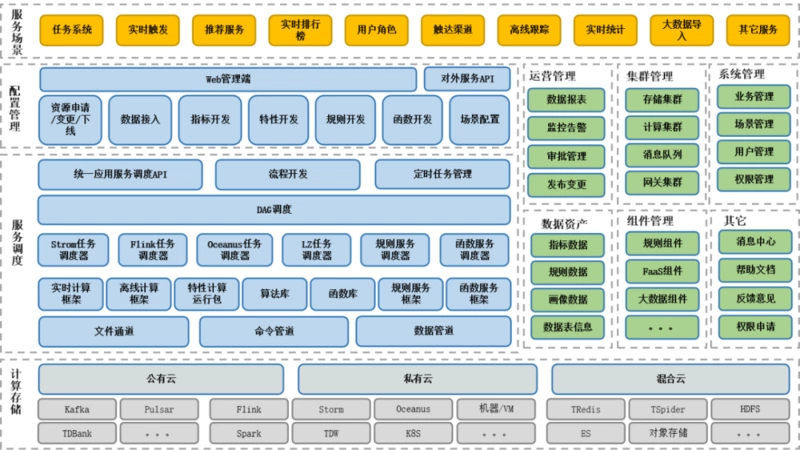 服务场景
任务系统
实时触发
推荐服务
实时排行
榜
用户角色
触达渠道
离线跟踪
实时统计
大数据导
入
其它服务
配置管理
Web管理端
对外服务API
资源申请
/变更/下
线
数据接入
指标开发
特性开发
规则开发
函数开发
场景配置
服务调度
统一应用服务调度API
流程开发
定时任务管理
DAG调度
Strom任务
调度器
Flink任务
调度器
Oceanus任务
调度器
LZ任务
调度器
规则服务
调度器
函数服务
调度器
实时计算
框架
离线计算
框架
特性计算
运行包
算法库
函数库
规则服务
框架
函数服务
框架
文件通道
命令管道
数据管道
运营管理
数据报表
监控告警
审批管理
发布变更
集群管理
存储集群
计算集群
消息队列
网关集群
系统管理
业务管理
场景管理
用户管理
权限管理
数据资产
指标数据
规则数据
画像数据
数据表信息
组件管理
规则组件
FaaS组件
大数据组件
。。。
其它
消息中心
帮助文档
反馈意见
权限申请
计算存储
公有云
私有云
混合云
Kafka
Pulsar
Flink
Storm
Oceanus
机器/VM
TRedis
TSpider
HDFS
TDBank
。。。
Spark
TDW
K8S
。。。
ES
对象存储
。。。